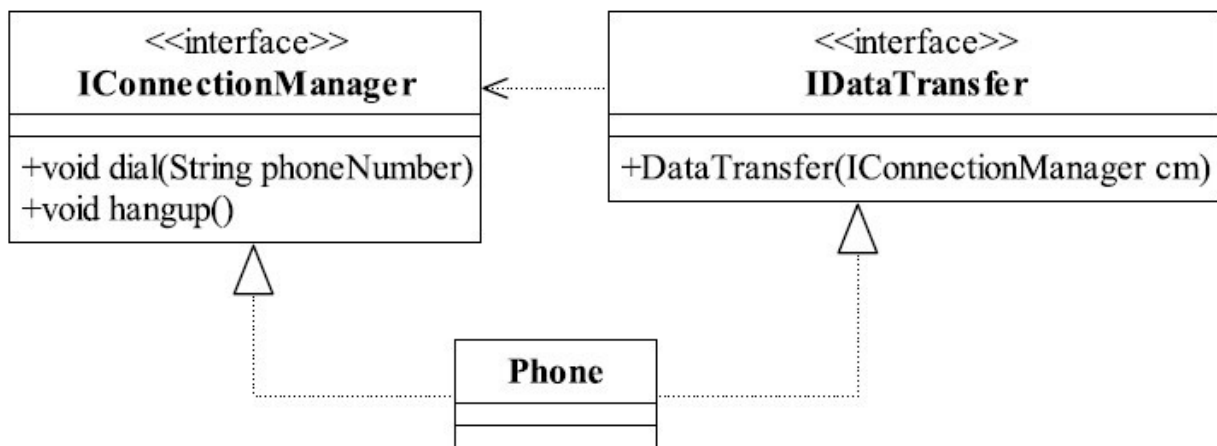 <<interface>>
IConnectionManager
+void dial(String phoneNumber)
+void hangup()
<<interface>>
IDataTransfer
+DataTransfer(IConnectionManager cm)
Phone